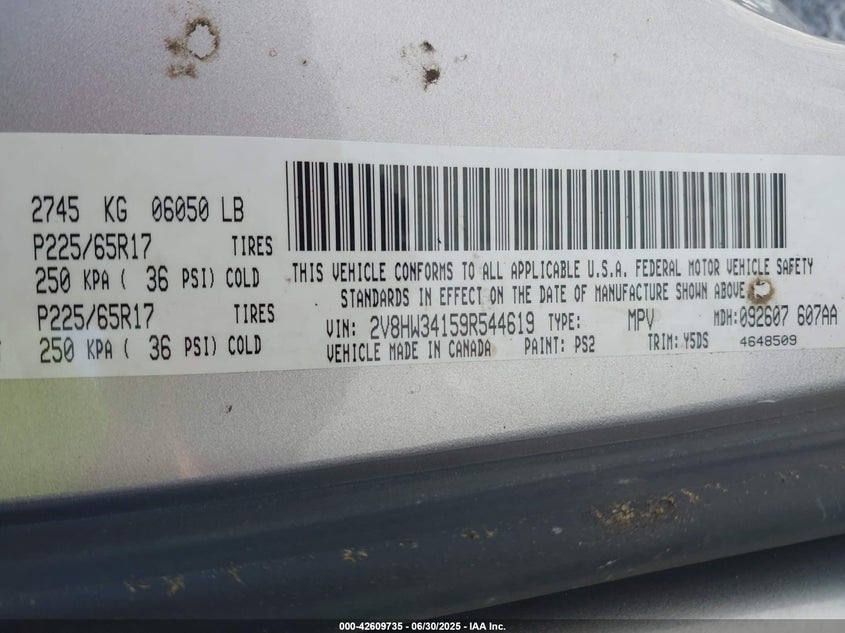 2745 KG 06050 LB
P225/65R17 TIRES
250 KPA ( 36 PSI) COLD
P225/65R17 TIRES
250 KPA ( 36 PSI) COLD
THIS VEHICLE CONFORMS TO ALL APPLICABLE U.S.A. FEDERAL MOTOR VEHICLE SAFETY
STANDARDS IN EFFECT ON THE DATE OF MANUFACTURE SHOWN ABOVE
VIN: 2V8HW34159R544619 TYPE: MPV MDH:092607 607AA
VEHICLE MADE IN CANADA PAINT: PS2 TRIM: Y5DS 4648509
000-42609735 - 06/30/2025 - IAA Inc.